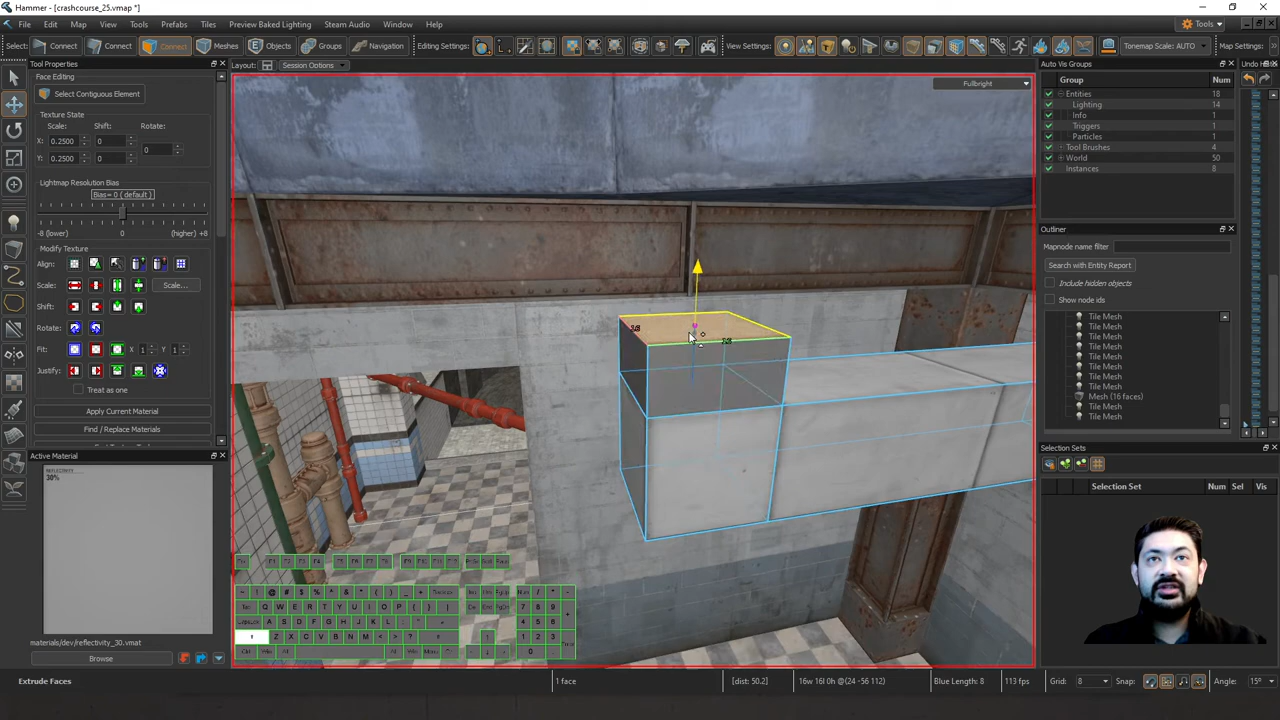 Hammer - [crashcourse_25.vmap *]
File Edit Map View Tools Prefabs Tiles Preview Baked Lighting Steam Audio Window Help
Tools
Select: Connect Connect Connect Meshes Objects Groups Navigation Editing Settings: View Settings: Tonemap Scale: AUTO Map Settings:
Tool Properties
Layout: Session Options
Auto Vis Groups
Face Editing
Select Contiguous Element
Texture State
Scale: Shift: Rotate:
X: 0.2500 0
0
Y: 0.2500 0
Lightmap Resolution Bias
Bias= 0 ( default )
-8 (lower) 0 (higher) +8
Modify Texture
Align:
Scale: Scale...
Shift:
Rotate:
Fit: X 1 Y 1
Justify:
Treat as one
Apply Current Material
Find / Replace Materials
Active Material
REFLECTIVITY
30%
materials/dev/reflectivity_30.vmat
Browse
Fullbright
16
16
Group Num
Entities 18
Lighting 14
Info 1
Triggers 1
Particles 1
Tool Brushes 4
World 50
Instances 8
Outliner
Mapnode name filter
Search with Entity Report
Include hidden objects
Show node ids
Tile Mesh
Tile Mesh
Tile Mesh
Tile Mesh
Tile Mesh
Tile Mesh
Tile Mesh
Tile Mesh
Mesh (16 faces)
Tile Mesh
Tile Mesh
Selection Sets
Selection Set Num Sel Vis
Extrude Faces 1 face [dist: 50.2] 16w 16l 0h @(24 -56 112) Blue Length: 8 113 fps Grid: 8 Snap: Angle: 15°